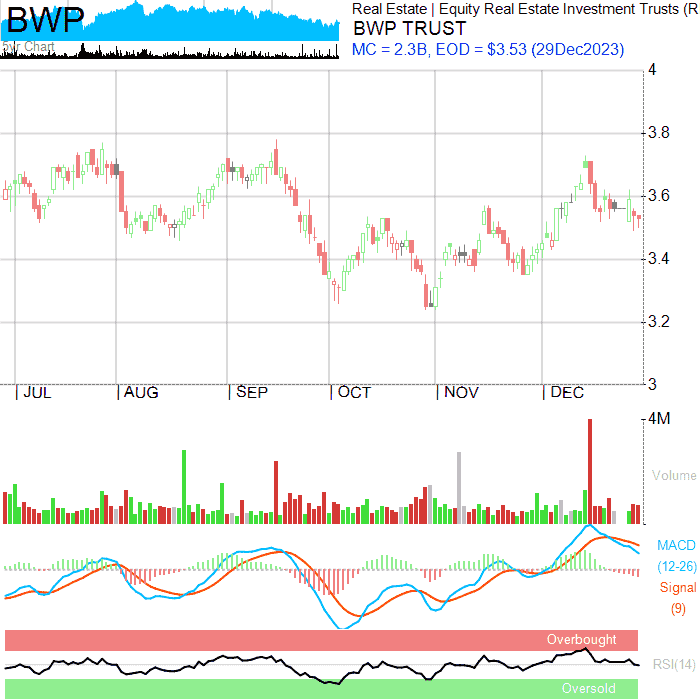 BWP
5yr Chart
Real Estate | Equity Real Estate Investment Trusts (R
BWP TRUST
MC = 2.3B, EOD = $3.53 (29Dec2023)
4
3.8
3.6
3.4
3.2
3
JUL AUG SEP OCT NOV DEC
4M
Volume
MACD
(12-26)
Signal
(9)
Overbought
RSI(14)
Oversold